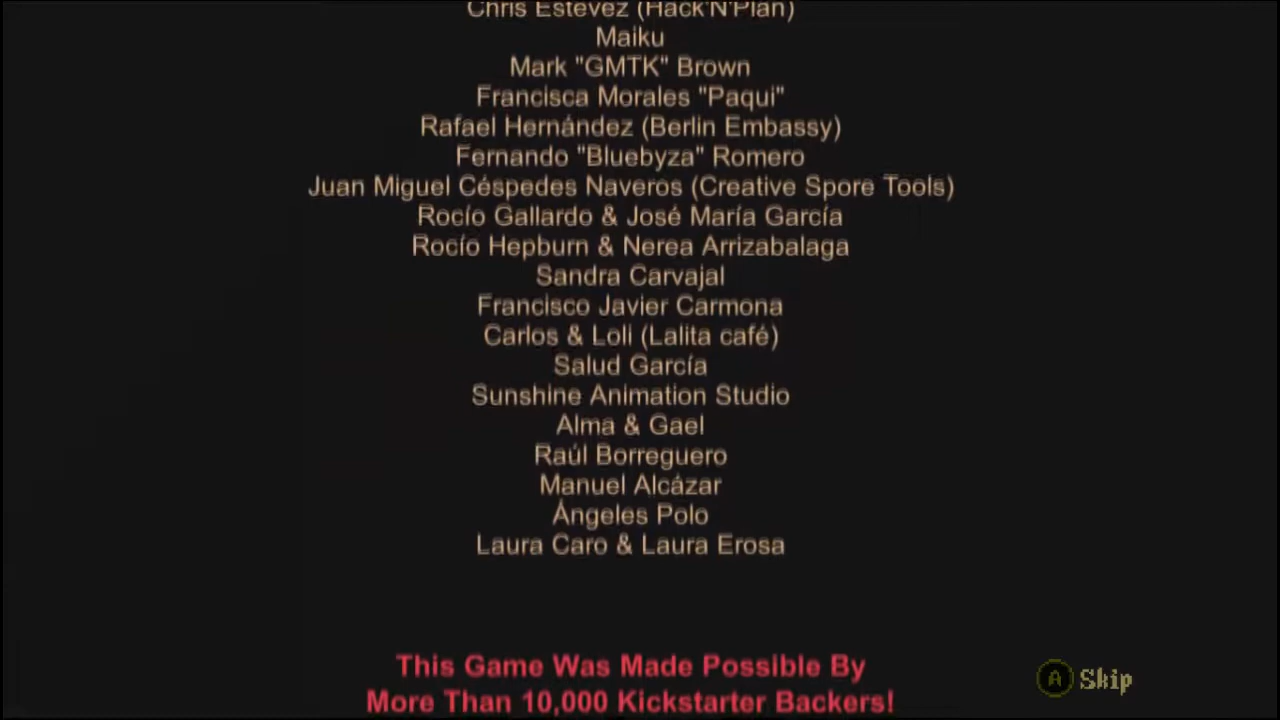 Chris Estévez (Hack'N'Plan)
Maiku
Mark "GMTK" Brown
Francisca Morales "Paqui"
Rafael Hernández (Berlin Embassy)
Fernando "Bluebyza" Romero
Juan Miguel Céspedes Naveros (Creative Spore Tools)
Rocío Gallardo & José María García
Rocío Hepburn & Nerea Arrizabalaga
Sandra Carvajal
Francisco Javier Carmona
Carlos & Loli (Lalita café)
Salud García
Sunshine Animation Studio
Alma & Gael
Raúl Borreguero
Manuel Alcázar
Ángeles Polo
Laura Caro & Laura Erosa
This Game Was Made Possible By
More Than 10,000 Kickstarter Backers!
A Skip